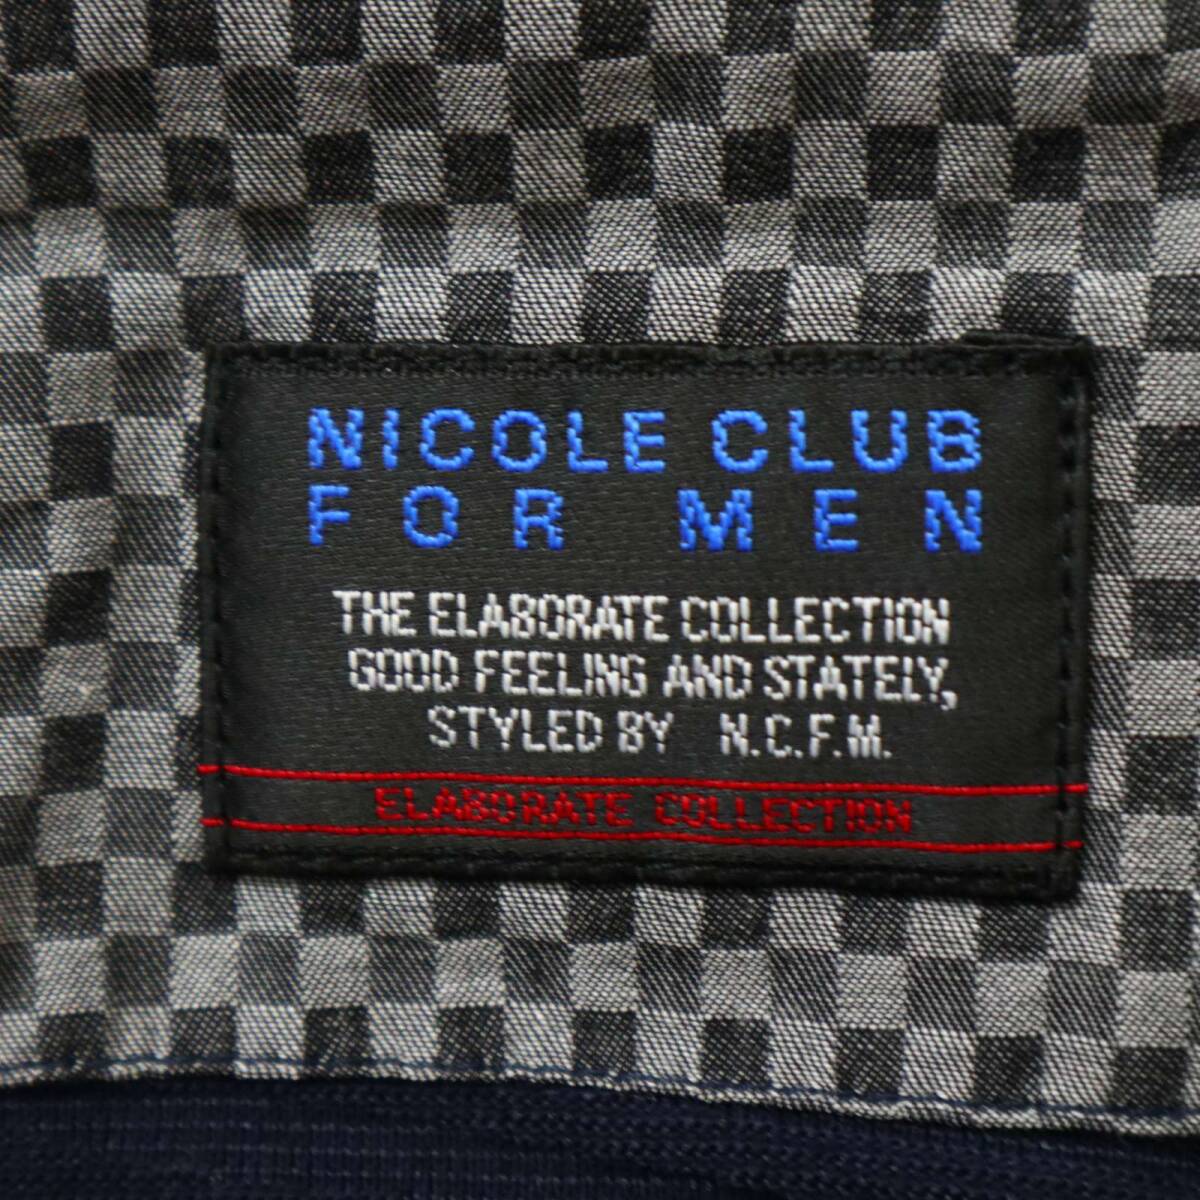 NICOLE CLUB
FOR MEN
THE ELABORATE COLLECTION
GOOD FEELING AND STATELY,
STYLED BY N.C.F.M.
ELABORATE COLLECTION